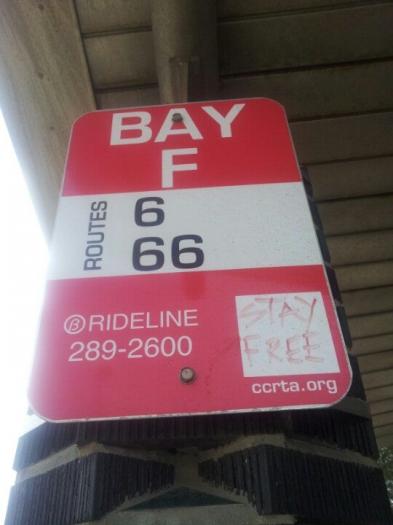 BAY
F
ROUTES
6
66
RIDELINE
289-2600
STAY
FREE
ccrta.org